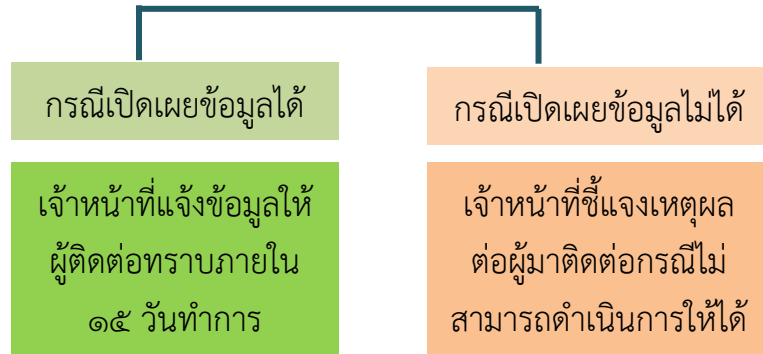 กรณีเปิดเผยข้อมูลได้
เจ้าหน้าที่แจ้งข้อมูลให้
ผู้ติดต่อทราบภายใน
๑๕ วันทำการ
กรณีเปิดเผยข้อมูลไม่ได้
เจ้าหน้าที่ชี้แจงเหตุผล
ต่อผู้มาติดต่อกรณีไม่
สามารถดำเนินการให้ได้